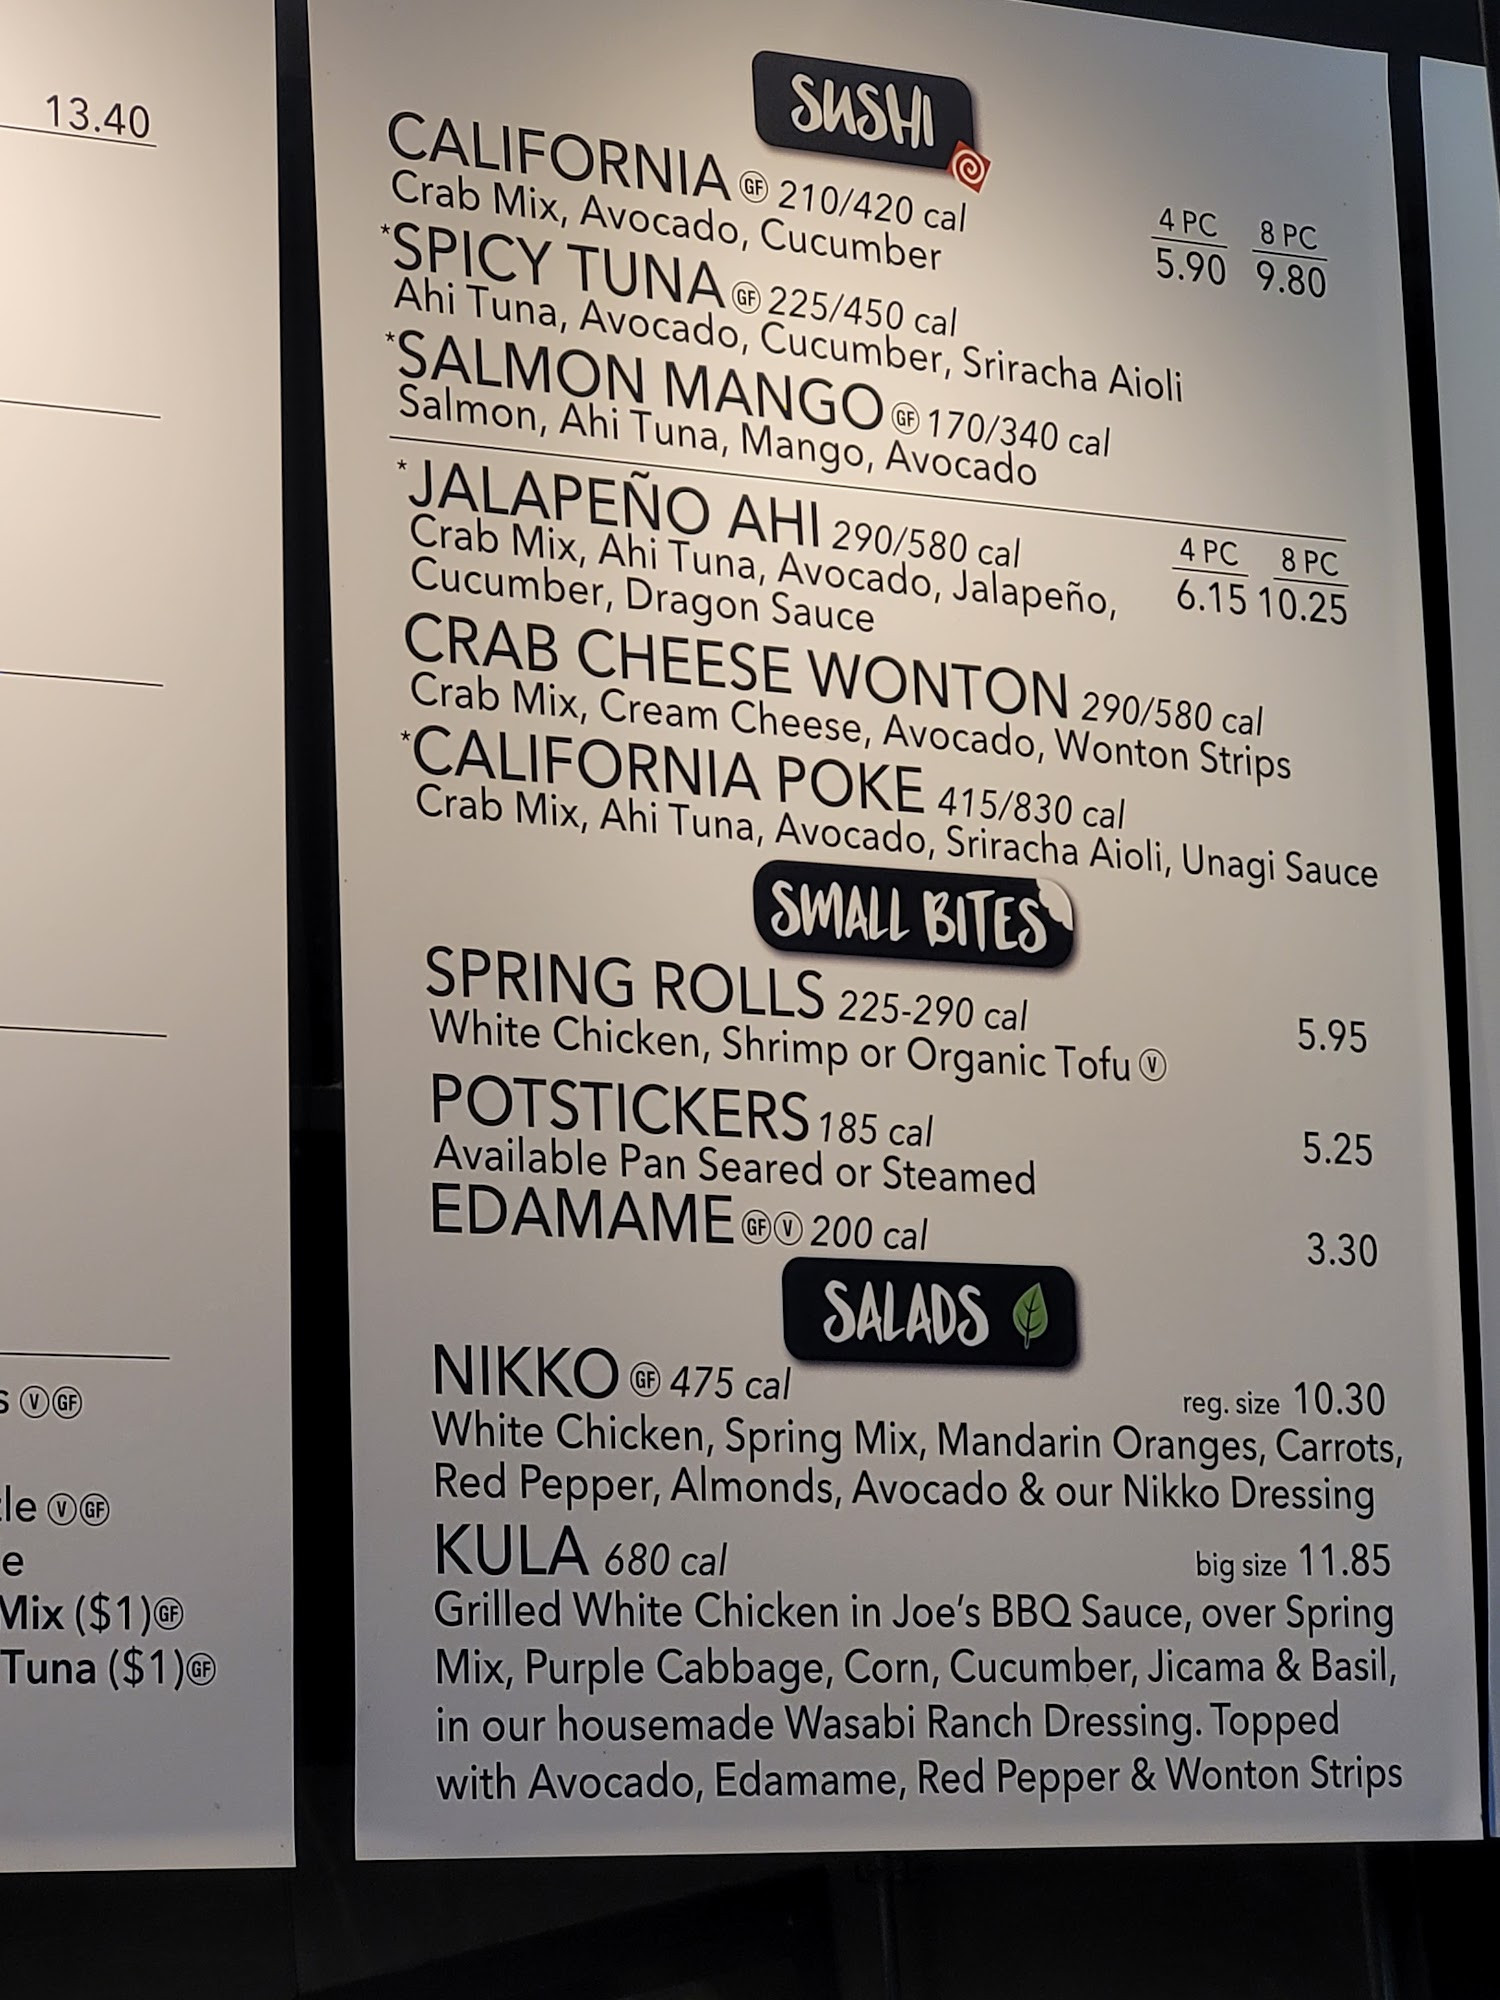 13.40
s V GF
le V GF
e
Mix ($1) GF
Tuna ($1) GF
SUSHI
CALIFORNIA GF 210/420 cal
Crab Mix, Avocado, Cucumber
4 PC 8 PC
5.90 9.80
*SPICY TUNA GF 225/450 cal
Ahi Tuna, Avocado, Cucumber, Sriracha Aioli
*SALMON MANGO GF 170/340 cal
Salmon, Ahi Tuna, Mango, Avocado
*JALAPEÑO AHI 290/580 cal
4 PC 8 PC
6.15 10.25
Crab Mix, Ahi Tuna, Avocado, Jalapeño,
Cucumber, Dragon Sauce
CRAB CHEESE WONTON 290/580 cal
Crab Mix, Cream Cheese, Avocado, Wonton Strips
*CALIFORNIA POKE 415/830 cal
Crab Mix, Ahi Tuna, Avocado, Sriracha Aioli, Unagi Sauce
SMALL BITES
SPRING ROLLS 225-290 cal 5.95
White Chicken, Shrimp or Organic Tofu V
POTSTICKERS 185 cal 5.25
Available Pan Seared or Steamed
EDAMAME GF V 200 cal 3.30
SALADS
NIKKO GF 475 cal reg. size 10.30
White Chicken, Spring Mix, Mandarin Oranges, Carrots,
Red Pepper, Almonds, Avocado & our Nikko Dressing
KULA 680 cal big size 11.85
Grilled White Chicken in Joe's BBQ Sauce, over Spring
Mix, Purple Cabbage, Corn, Cucumber, Jicama & Basil,
in our housemade Wasabi Ranch Dressing. Topped
with Avocado, Edamame, Red Pepper & Wonton Strips